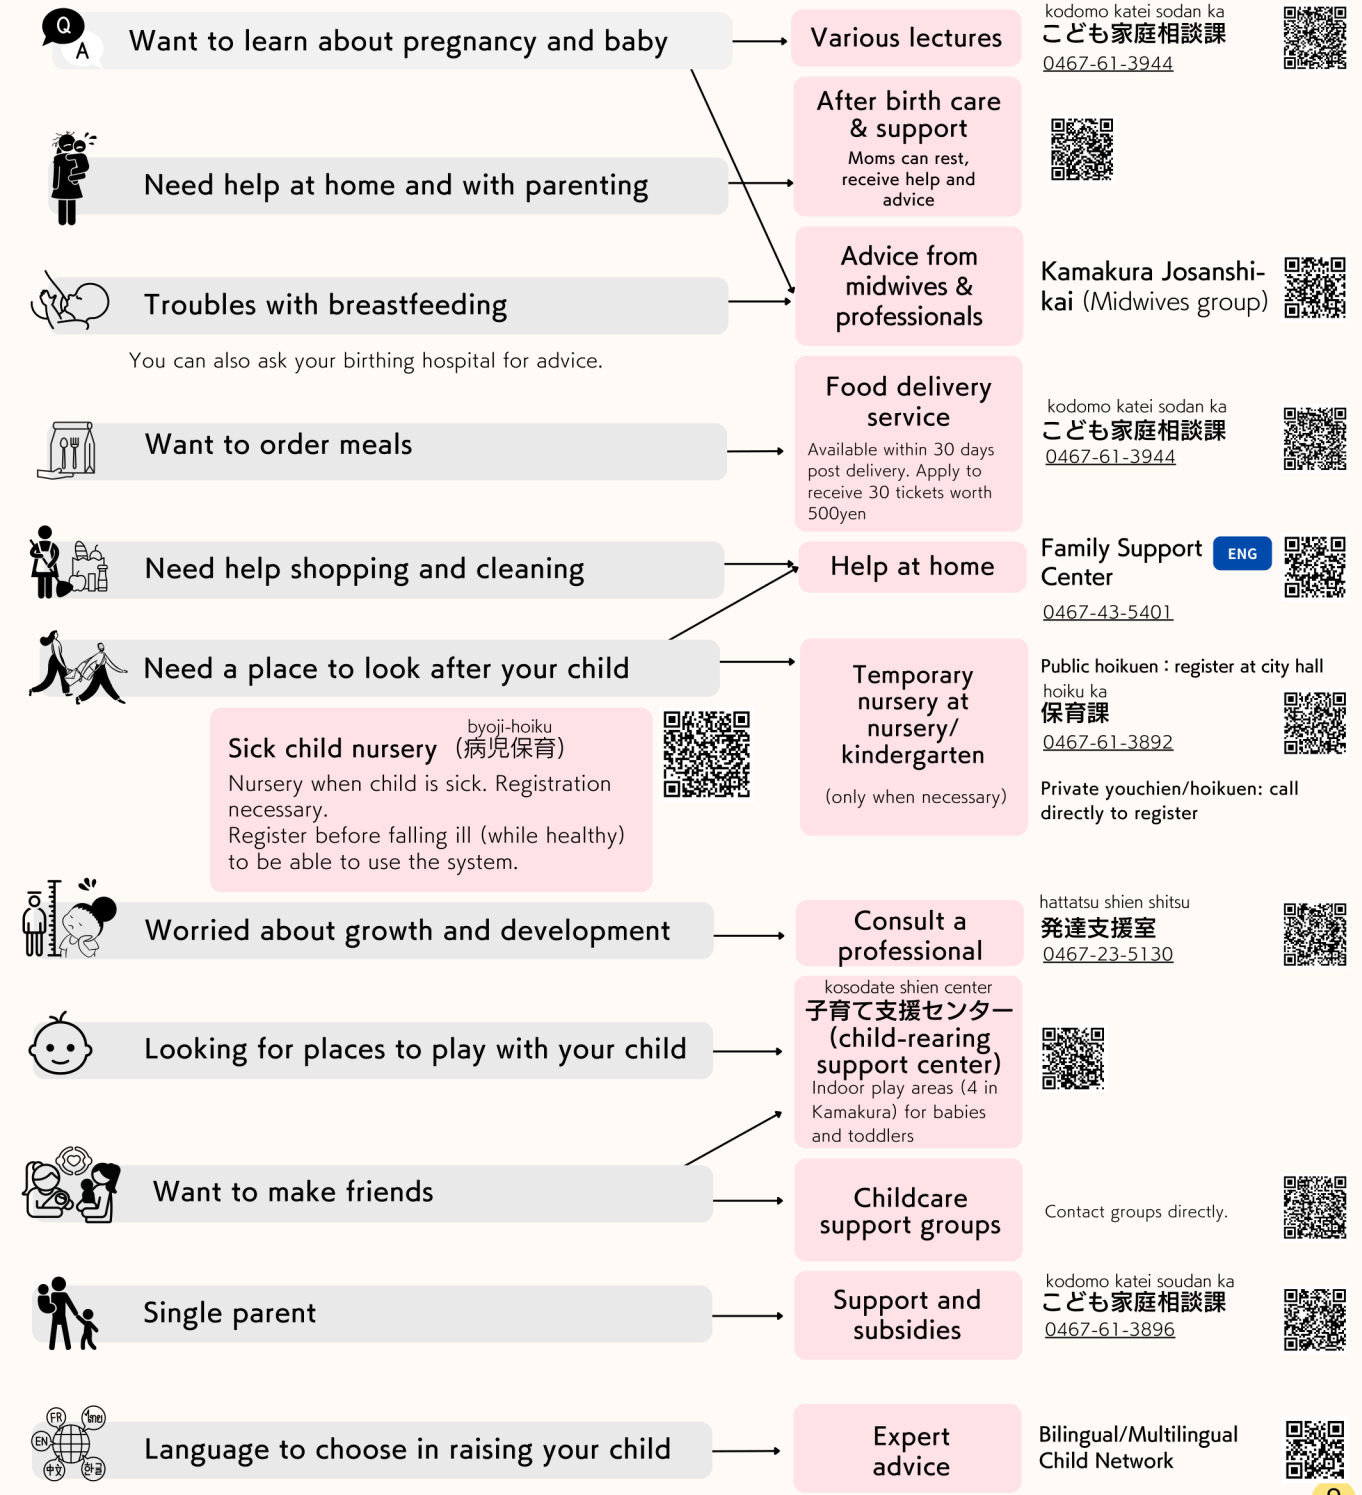 Q
A
Want to learn about pregnancy and baby
Various lectures
kodomo katei sodan ka
こども家庭相談課
0467-61-3944
After birth care
& support
Moms can rest,
receive help and
advice
Need help at home and with parenting
Advice from
midwives &
professionals
Kamakura Josanshi-
kai (Midwives group)
Troubles with breastfeeding
You can also ask your birthing hospital for advice.
Food delivery
service
Available within 30 days
post delivery. Apply to
receive 30 tickets worth
500yen
kodomo katei sodan ka
こども家庭相談課
0467-61-3944
Want to order meals
Need help shopping and cleaning
Help at home
Family Support
Center
ENG
0467-43-5401
Need a place to look after your child
Temporary
nursery at
nursery/
kindergarten
(only when necessary)
Public hoikuen：register at city hall
hoiku ka
保育課
0467-61-3892
Private youchien/hoikuen: call
directly to register
byoji-hoiku
Sick child nursery （病児保育）
Nursery when child is sick. Registration
necessary.
Register before falling ill (while healthy)
to be able to use the system.
Worried about growth and development
Consult a
professional
hattatsu shien shitsu
発達支援室
0467-23-5130
Looking for places to play with your child
kosodate shien center
子育て支援センター
(child-rearing
support center)
Indoor play areas (4 in
Kamakura) for babies
and toddlers
Want to make friends
Childcare
support groups
Contact groups directly.
Single parent
Support and
subsidies
kodomo katei soudan ka
こども家庭相談課
0467-61-3896
FR
ไทย
EN
中文
한글
Language to choose in raising your child
Expert
advice
Bilingual/Multilingual
Child Network